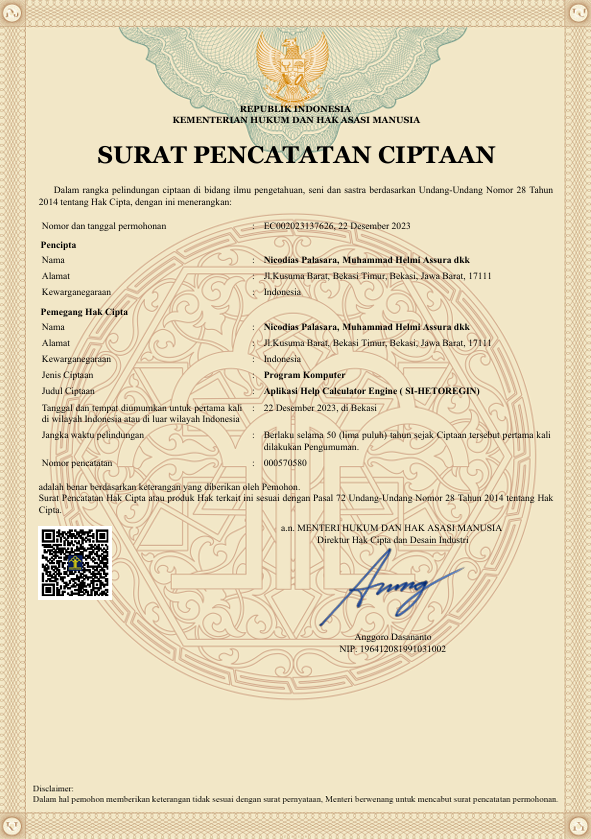 REPUBLIK INDONESIA
KEMENTERIAN HUKUM DAN HAK ASASI MANUSIA
SURAT PENCATATAN CIPTAAN
Dalam rangka pelindungan ciptaan di bidang ilmu pengetahuan, seni dan sastra berdasarkan Undang-Undang Nomor 28 Tahun
2014 tentang Hak Cipta, dengan ini menerangkan:
Nomor dan tanggal permohonan : EC002023137626, 22 Desember 2023
Pencipta
Nama : Nicodias Palasara, Muhammad Helmi Assura dkk
Alamat : Jl.Kusuma Barat, Bekasi Timur, Bekasi, Jawa Barat, 17111
Kewarganegaraan : Indonesia
Pemegang Hak Cipta
Nama : Nicodias Palasara, Muhammad Helmi Assura dkk
Alamat : Jl.Kusuma Barat, Bekasi Timur, Bekasi, Jawa Barat, 17111
Kewarganegaraan : Indonesia
Jenis Ciptaan : Program Komputer
Judul Ciptaan : Aplikasi Help Calculator Engine ( SI-HETOREGIN)
Tanggal dan tempat diumumkan untuk pertama kali : 22 Desember 2023, di Bekasi
di wilayah Indonesia atau di luar wilayah Indonesia
Jangka waktu pelindungan : Berlaku selama 50 (lima puluh) tahun sejak Ciptaan tersebut pertama kali
dilakukan Pengumuman.
Nomor pencatatan : 000570580
adalah benar berdasarkan keterangan yang diberikan oleh Pemohon.
Surat Pencatatan Hak Cipta atau produk Hak terkait ini sesuai dengan Pasal 72 Undang-Undang Nomor 28 Tahun 2014 tentang Hak
Cipta.
a.n. MENTERI HUKUM DAN HAK ASASI MANUSIA
Direktur Hak Cipta dan Desain Industri
Anggoro Dasananto
NIP. 196412081991031002
Disclaimer:
Dalam hal pemohon memberikan keterangan tidak sesuai dengan surat pernyataan, Menteri berwenang untuk mencabut surat pencatatan permohonan.